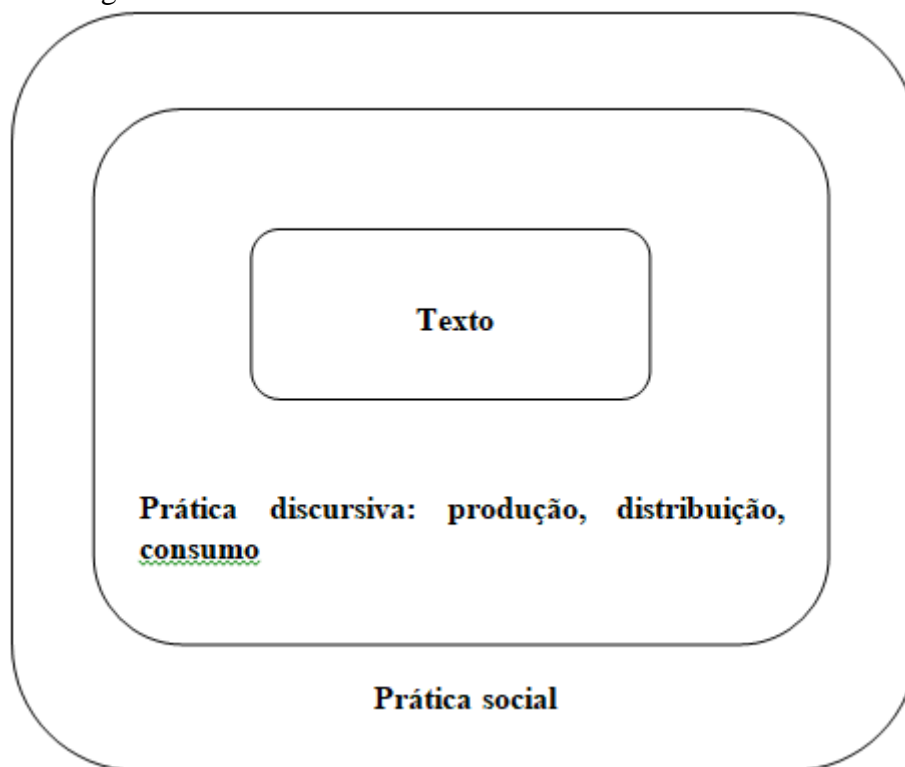 Texto
Prática discursiva: produção, distribuição,
consumo
Prática social